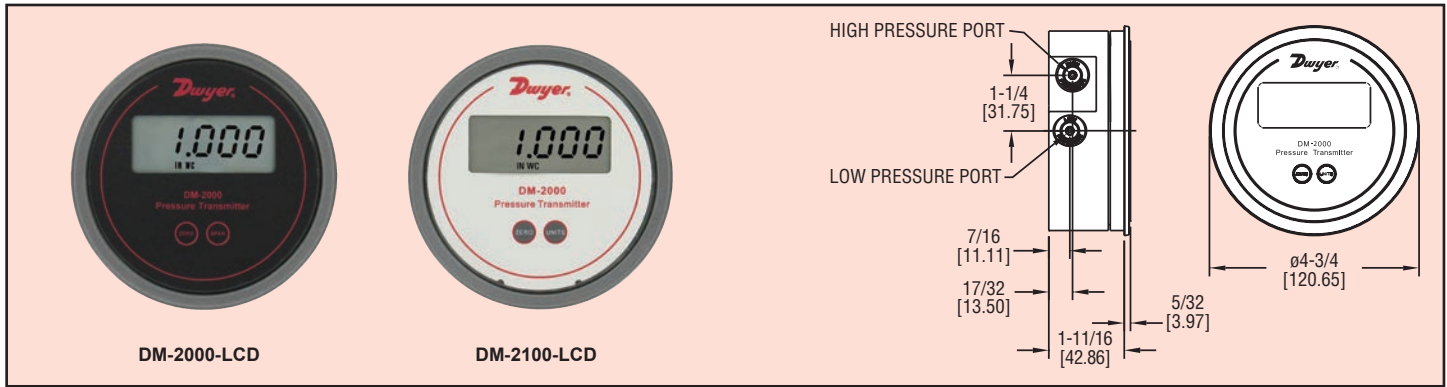 Dwyer
1.000
IN WC
DM-2000
Pressure Transmitter
ZERO SPAN
DM-2000-LCD
Dwyer
1.000
IN WC
DM-2000
Pressure Transmitter
ZERO UNITS
DM-2100-LCD
HIGH PRESSURE PORT
1-1/4
[31.75]
LOW PRESSURE PORT
7/16
[11.11]
17/32
[13.50]
1-11/16
[42.86]
5/32
[3.97]
Dwyer
DM-2000
Pressure Transmitter
ZERO UNITS
ø4-3/4
[120.65]